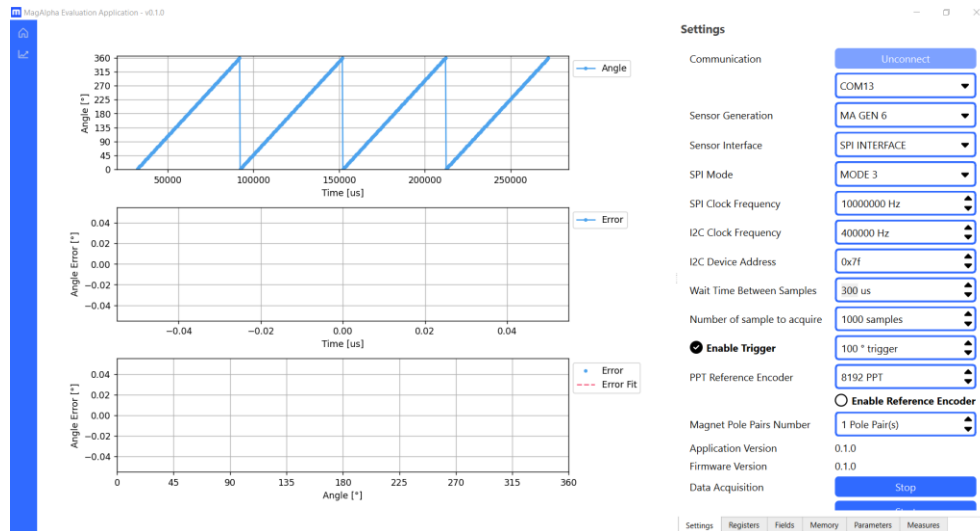 MagAlpha Evaluation Application - v0.1.0
Settings
Communication Unconnect
COM13
Sensor Generation MA GEN 6
Sensor Interface SPI INTERFACE
SPI Mode MODE 3
SPI Clock Frequency 10000000 Hz
I2C Clock Frequency 400000 Hz
I2C Device Address 0x7f
Wait Time Between Samples 300 us
Number of sample to acquire 1000 samples
Enable Trigger 100 ° trigger
PPT Reference Encoder 8192 PPT
Enable Reference Encoder
Magnet Pole Pairs Number 1 Pole Pair(s)
Application Version 0.1.0
Firmware Version 0.1.0
Data Acquisition Stop
Settings Registers Fields Memory Parameters Measures
Angle [°]
360
315
270
225
180
135
90
45
0
50000 100000 150000 200000 250000
Time [us]
Angle
Angle Error [°]
0.04
0.02
0.00
−0.02
−0.04
−0.04 −0.02 0.00 0.02 0.04
Time [us]
Error
Angle Error [°]
0.04
0.02
0.00
−0.02
−0.04
0 45 90 135 180 225 270 315 360
Angle [°]
Error
Error Fit